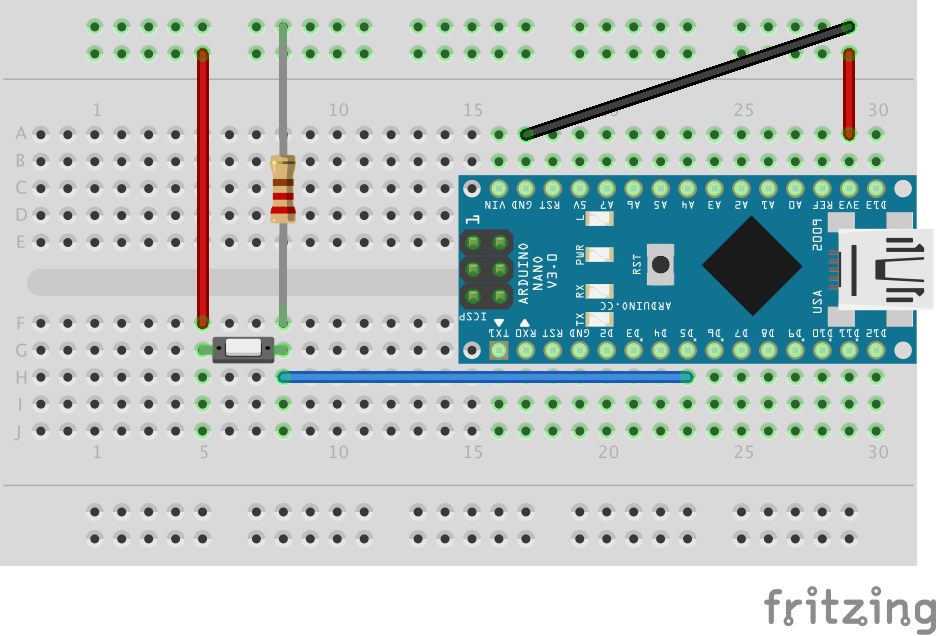 1 10 15 25 30
A
B
C
D
E
VIN GND RST 5V A7 A6 A5 A4 A3 A2 A1 A0 REF 3V3 D13
1
L
PWR
RST
RX
TX
ARDUINO
NANO
V3.0
ARDUINO.CC
USA
ICSP
TX1 RX0 RST GND D2 D3 D4 D5 D6 D7 D8 D9 D10 D11 D12
F
G
H
I
J
1 5 10 15 20 25 30
fritzing